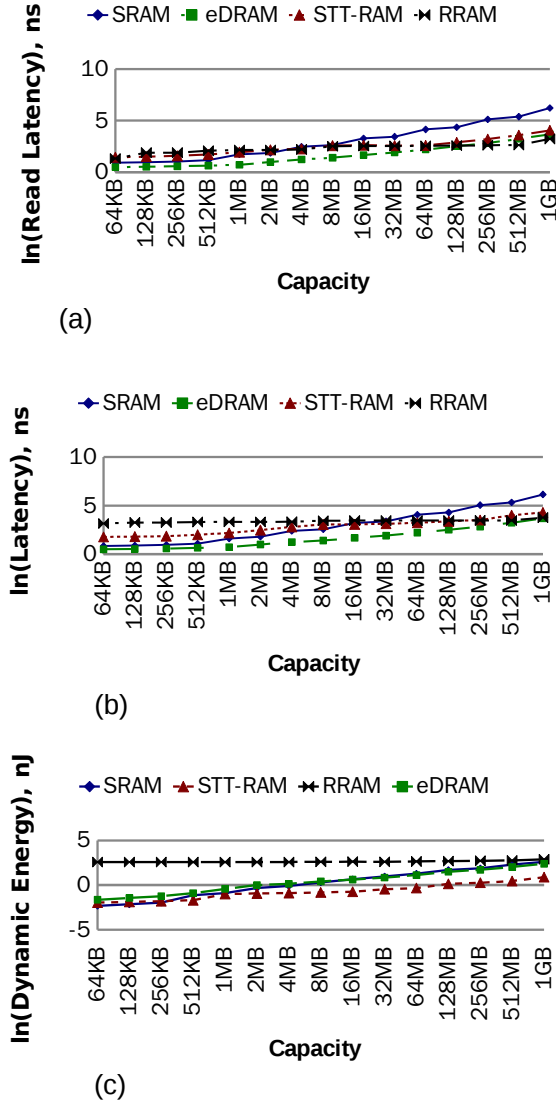 SRAM eDRAM STT-RAM RRAM
ln(Read Latency), ns
10
5
0
64KB 128KB 256KB 512KB 1MB 2MB 4MB 8MB 16MB 32MB 64MB 128MB 256MB 512MB 1GB
Capacity
(a)
SRAM eDRAM STT-RAM RRAM
ln(Latency), ns
10
5
0
64KB 128KB 256KB 512KB 1MB 2MB 4MB 8MB 16MB 32MB 64MB 128MB 256MB 512MB 1GB
Capacity
(b)
SRAM STT-RAM RRAM eDRAM
ln(Dynamic Energy), nJ
5
0
-5
64KB 128KB 256KB 512KB 1MB 2MB 4MB 8MB 16MB 32MB 64MB 128MB 256MB 512MB 1GB
Capacity
(c)